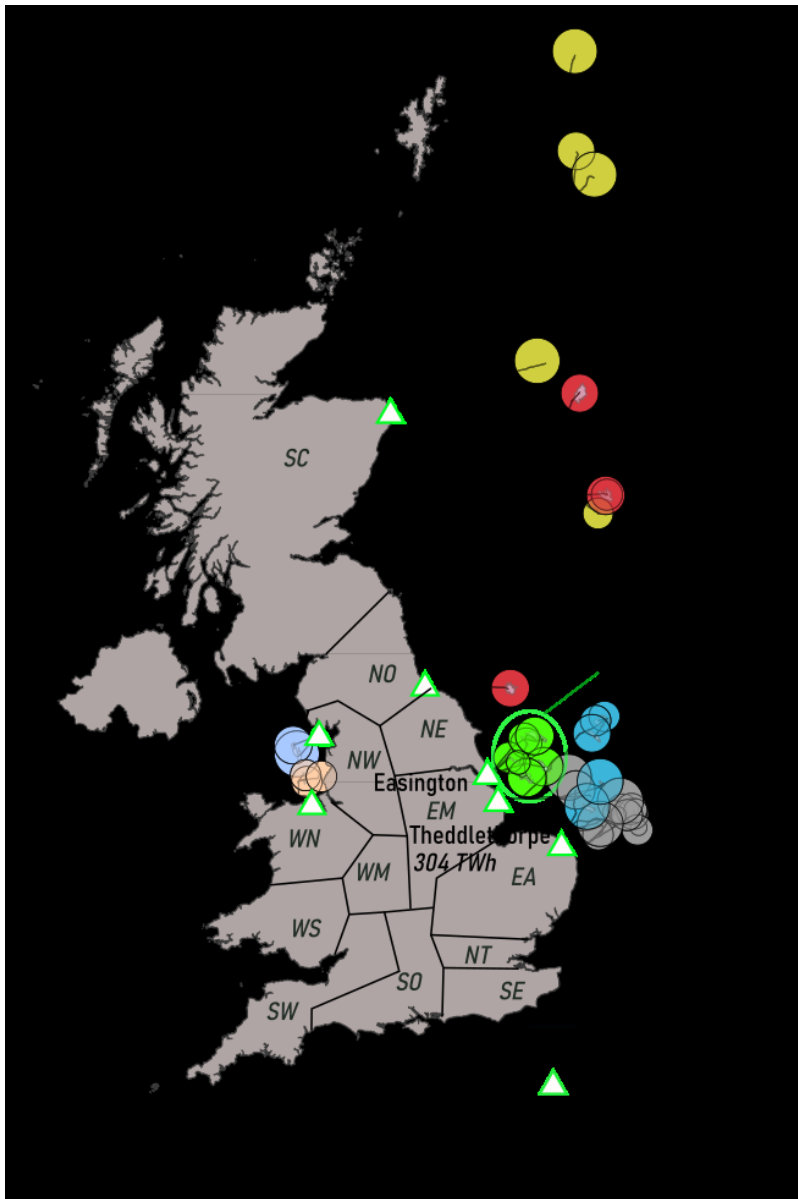 SC
NO
NE
NW
Easington
EM
Theddlethorpe
WN
304 TWh
WM
EA
WS
NT
SO
SE
SW